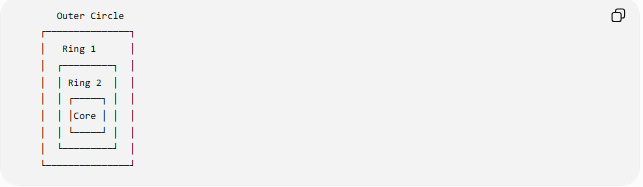 Outer Circle
Ring 1
Ring 2
Core